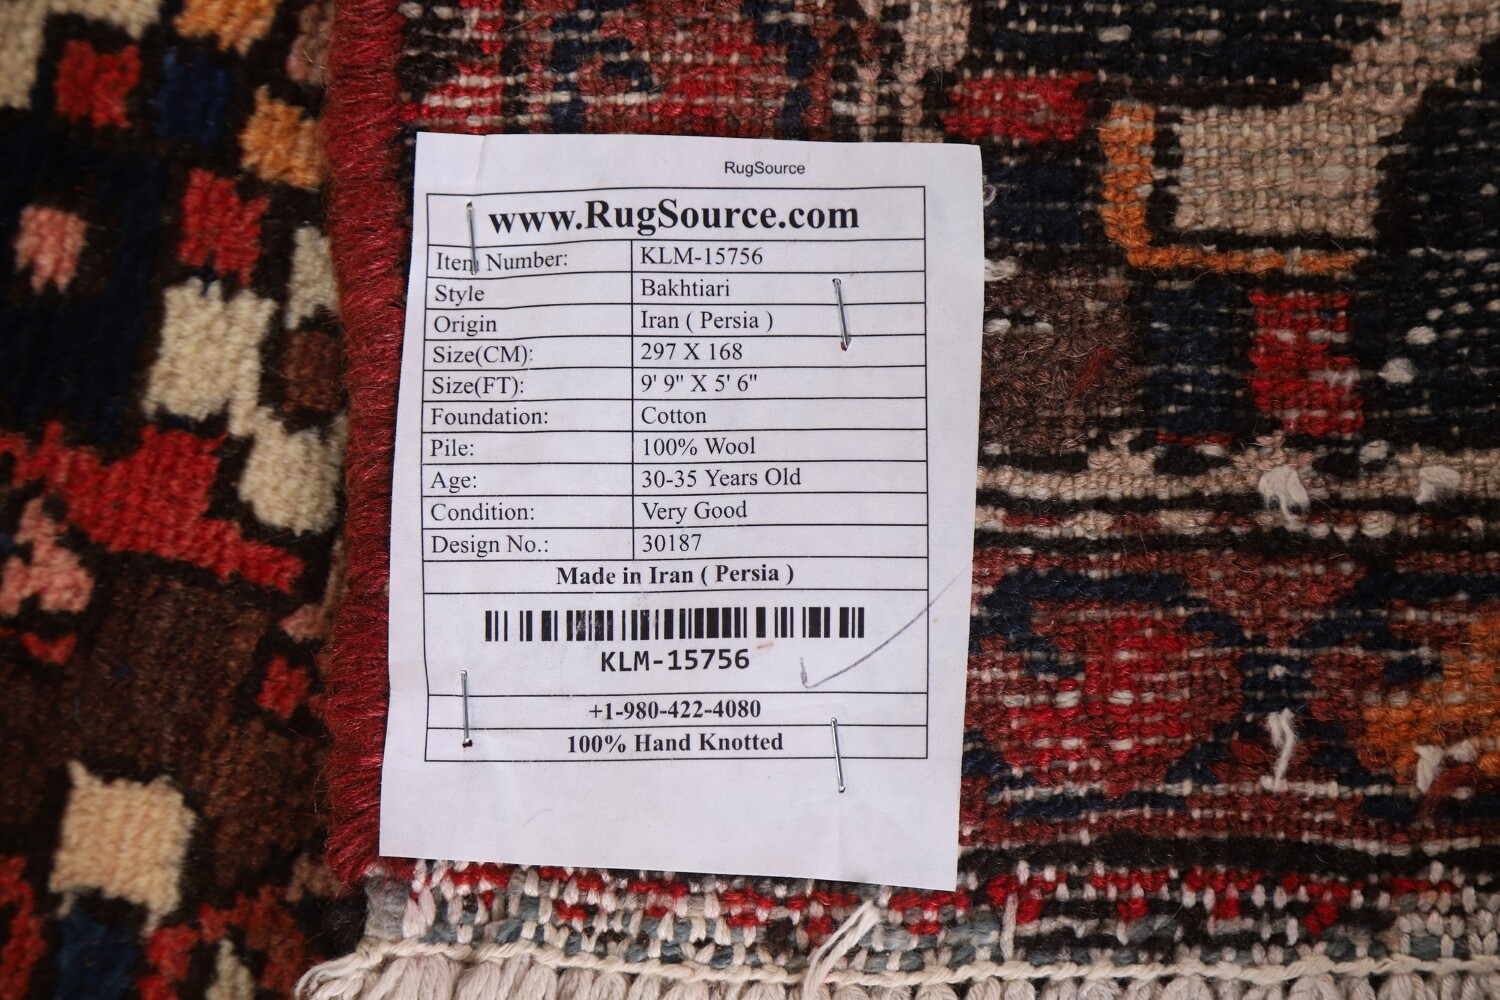 RugSource
www.RugSource.com
Item Number: KLM-15756
Style Bakhtiari
Origin Iran ( Persia )
Size(CM): 297 X 168
Size(FT): 9' 9" X 5' 6"
Foundation: Cotton
Pile: 100% Wool
Age: 30-35 Years Old
Condition: Very Good
Design No.: 30187
Made in Iran ( Persia )
KLM-15756
+1-980-422-4080
100% Hand Knotted